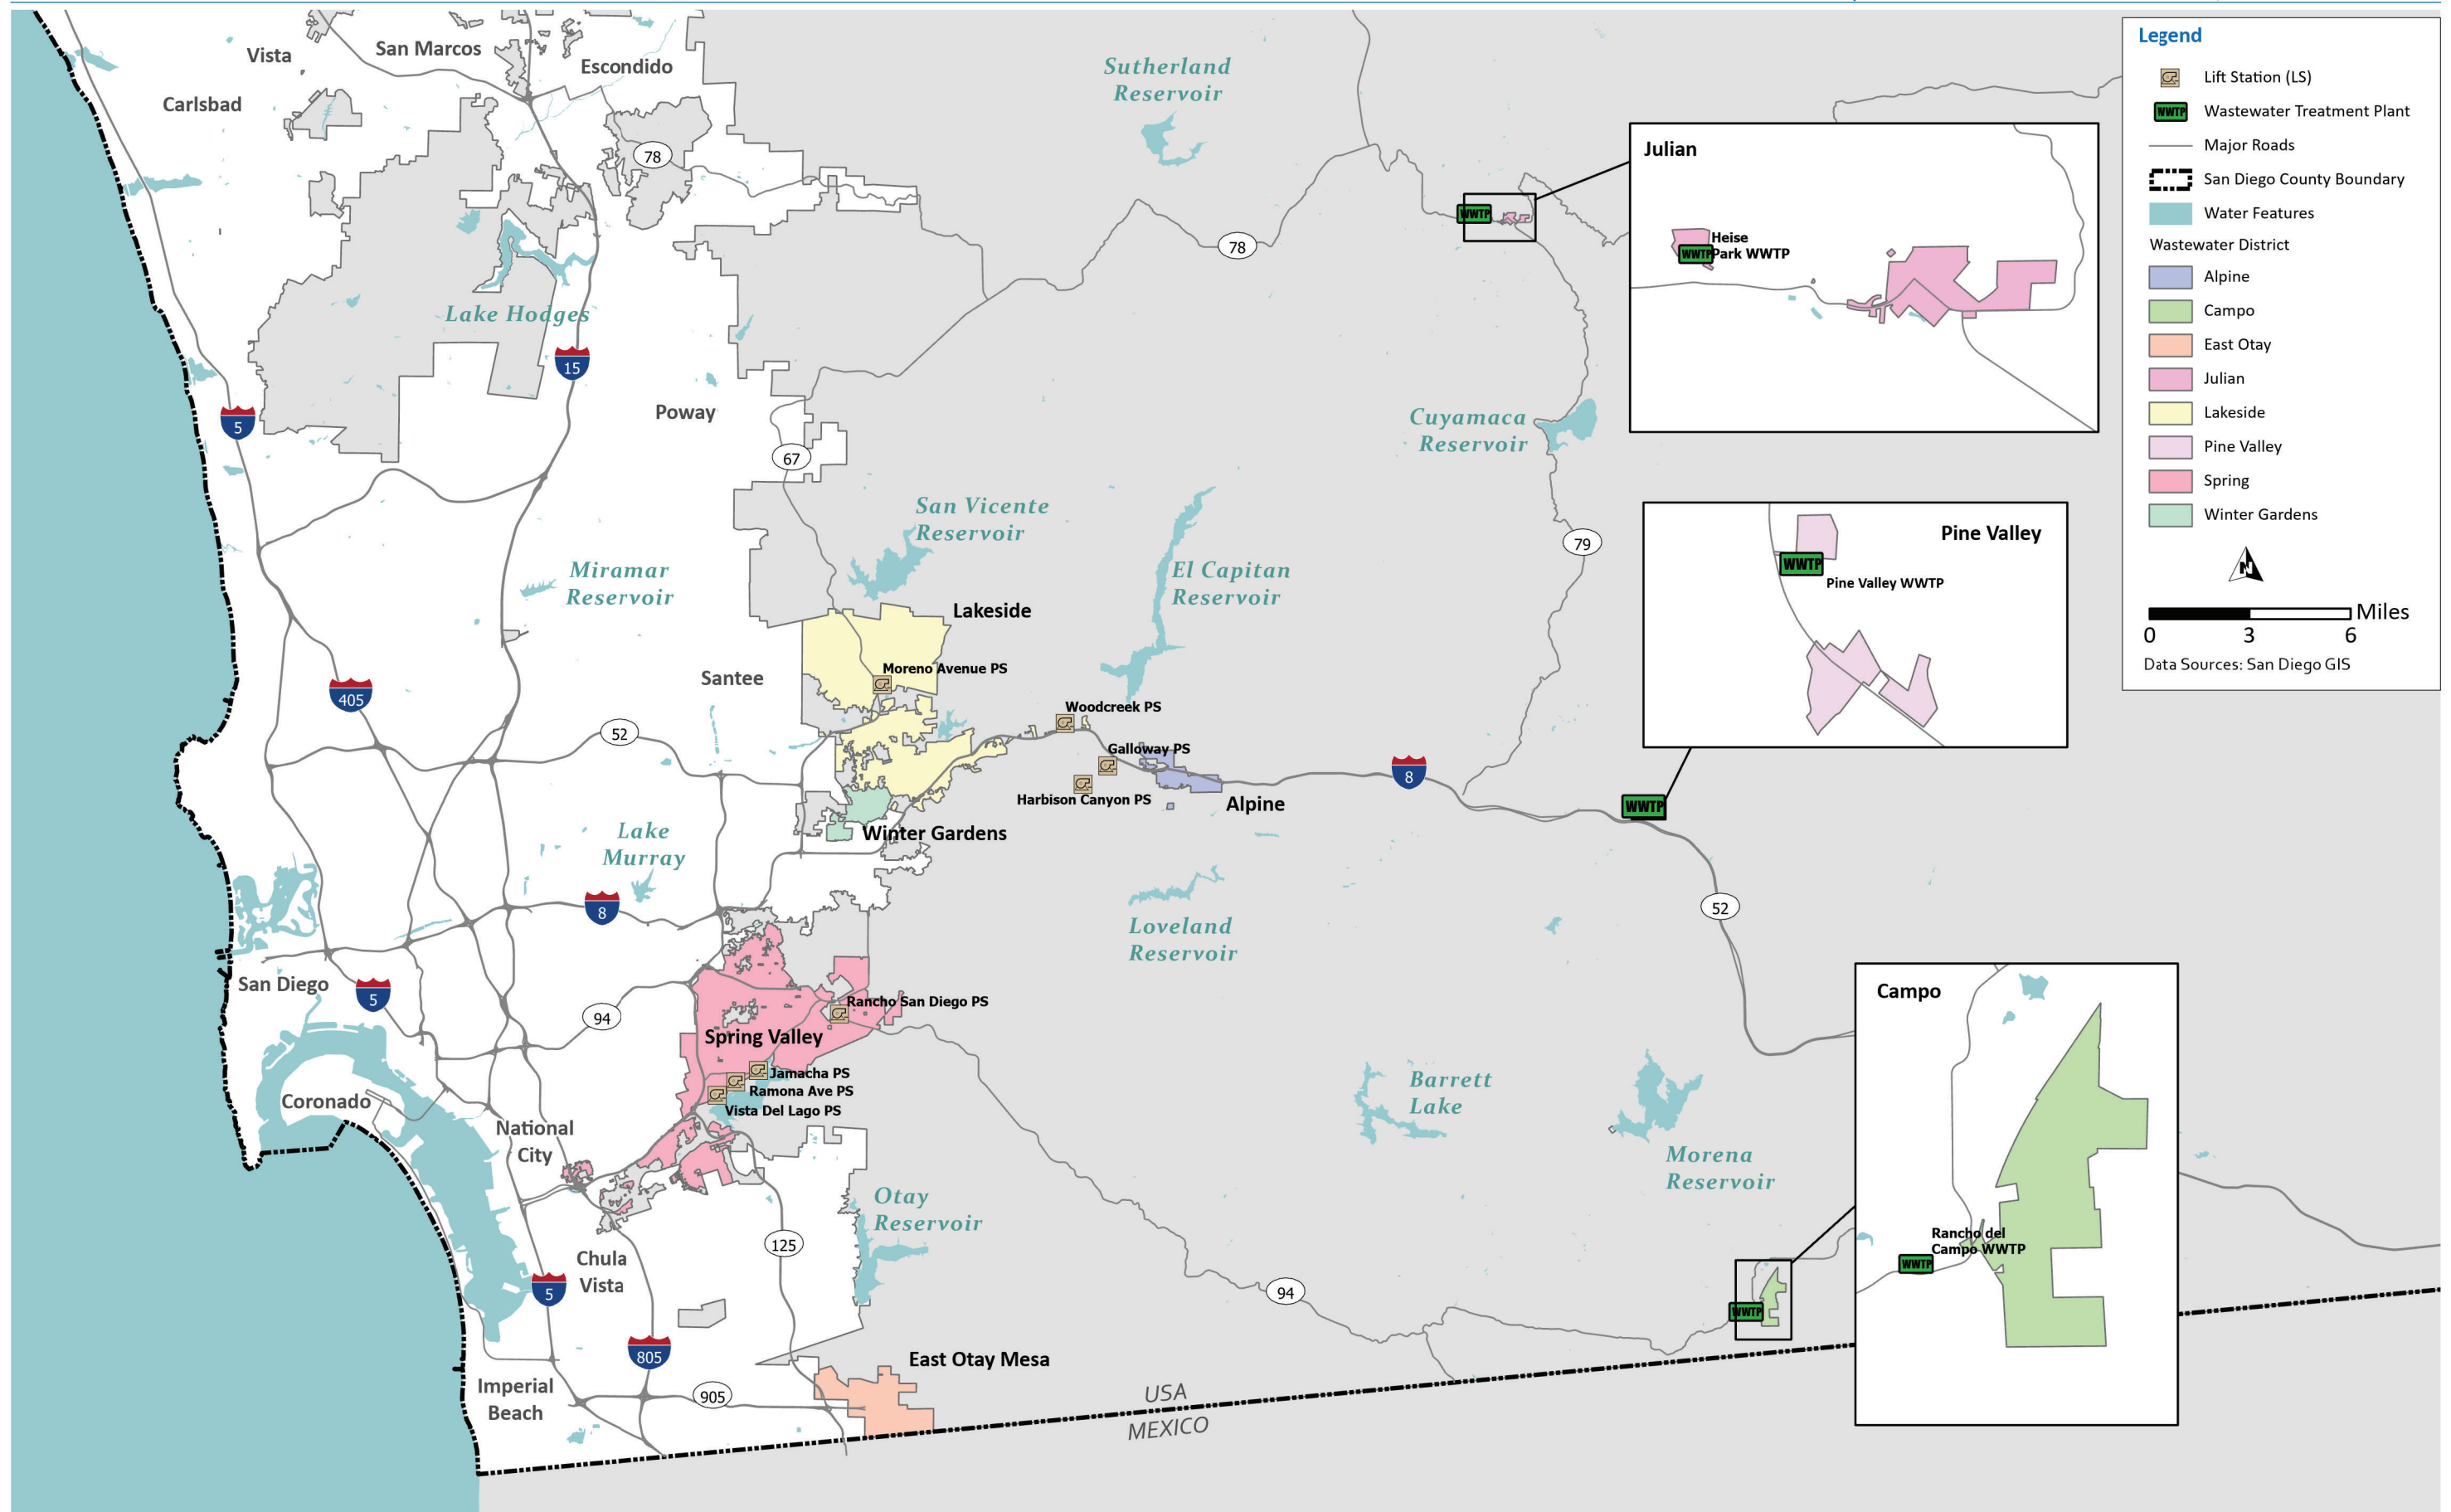 Vista
San Marcos
Escondido
Carlsbad
78
Sutherland
Reservoir
WWTP
78
Lake Hodges
15
5
Poway
67
Cuyamaca
Reservoir
San Vicente
Reservoir
79
Miramar
Reservoir
El Capitan
Reservoir
Lakeside
Moreno Avenue PS
Santee
405
Woodcreek PS
52
Galloway PS
8
Harbison Canyon PS
Alpine
WWTP
Winter Gardens
Lake
Murray
8
52
Loveland
Reservoir
San Diego
5
94
Rancho San Diego PS
Spring Valley
Jamacha PS
Ramona Ave PS
Vista Del Lago PS
Coronado
Barrett
Lake
National
City
Morena
Reservoir
Otay
Reservoir
125
Chula
Vista
5
94
WWTP
805
East Otay Mesa
Imperial
Beach
905
USA
MEXICO
Julian
Heise
WWTP Park WWTP
Pine Valley
WWTP
Pine Valley WWTP
Campo
Rancho del
Campo WWTP
WWTP
Legend
Lift Station (LS)
WWTP Wastewater Treatment Plant
Major Roads
San Diego County Boundary
Water Features
Wastewater District
Alpine
Campo
East Otay
Julian
Lakeside
Pine Valley
Spring
Winter Gardens
N
Miles
0 3 6
Data Sources: San Diego GIS